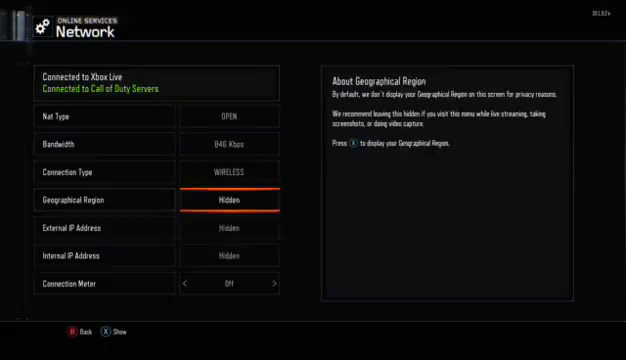 ONLINE SERVICES
Network
Connected to Xbox Live
Connected to Call of Duty Servers
Nat Type OPEN
Bandwidth 846 Kbps
Connection Type WIRELESS
Geographical Region Hidden
External IP Address Hidden
Internal IP Address Hidden
Connection Meter < Off >
About Geographical Region
By default, we don't display your Geographical Region on this screen for privacy reasons.
We recommend leaving this hidden if you visit this menu while live streaming, taking
screenshots, or doing video capture.
Press X to display your Geographical Region.
B Back X Show